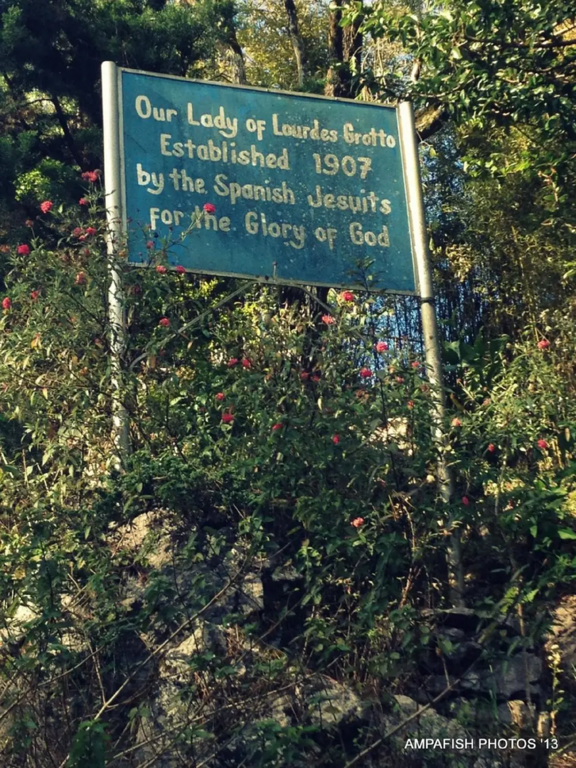 Our Lady of Lourdes Grotto
Established 1907
by the Spanish Jesuits
for the Glory of God
AMPAFISH PHOTOS '13